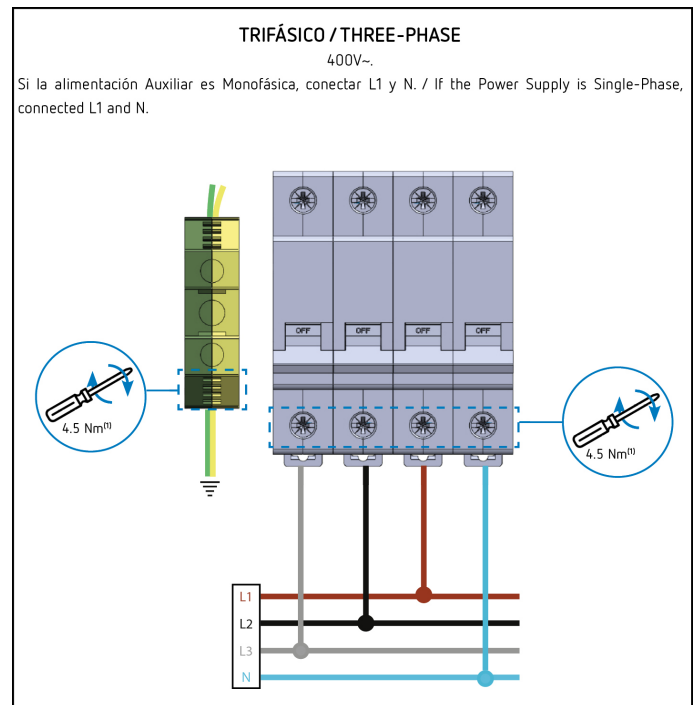 TRIFÁSICO / THREE-PHASE
400V~.
Si la alimentación Auxiliar es Monofásica, conectar L1 y N. / If the Power Supply is Single-Phase,
connected L1 and N.
OFF OFF OFF OFF
4.5 Nm⁽¹⁾
4.5 Nm⁽¹⁾
L1
L2
L3
N